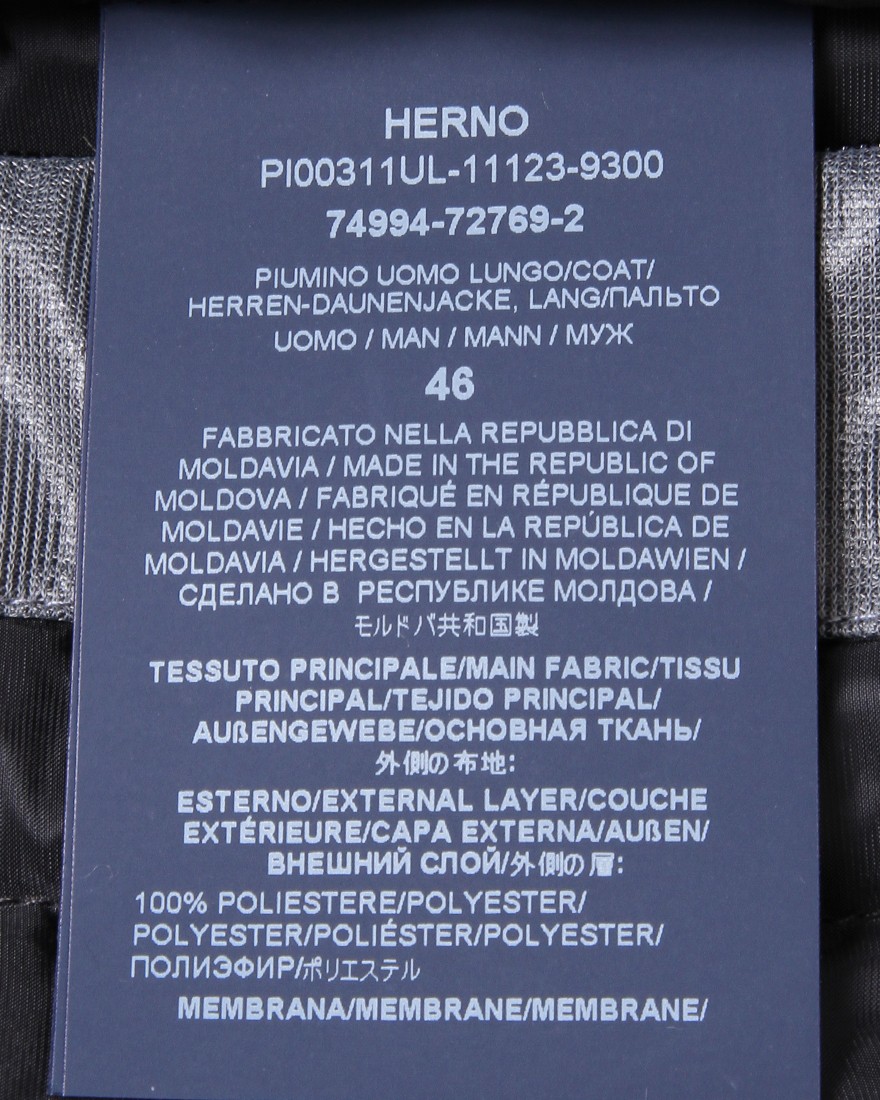 HERNO
PI00311UL-11123-9300
74994-72769-2
PIUMINO UOMO LUNGO/COAT/
HERREN-DAUNENJACKE, LANG/ПАЛЬТО
UOMO / MAN / MANN / МУЖ
46
FABBRICATO NELLA REPUBBLICA DI
MOLDAVIA / MADE IN THE REPUBLIC OF
MOLDOVA / FABRIQUÉ EN RÉPUBLIQUE DE
MOLDAVIE / HECHO EN LA REPÚBLICA DE
MOLDAVIA / HERGESTELLT IN MOLDAWIEN /
СДЕЛАНО В РЕСПУБЛИКЕ МОЛДОВА /
モルドバ共和国製
TESSUTO PRINCIPALE/MAIN FABRIC/TISSU
PRINCIPAL/TEJIDO PRINCIPAL/
AUßENGEWEBE/ОСНОВНАЯ ТКАНЬ/
外側の布地:
ESTERNO/EXTERNAL LAYER/COUCHE
EXTÉRIEURE/CAPA EXTERNA/AUßEN/
ВНЕШНИЙ СЛОЙ/外側の層:
100% POLIESTERE/POLYESTER/
POLYESTER/POLIÉSTER/POLYESTER/
ПОЛИЭФИР/ポリエステル
MEMBRANA/MEMBRANE/MEMBRANE/